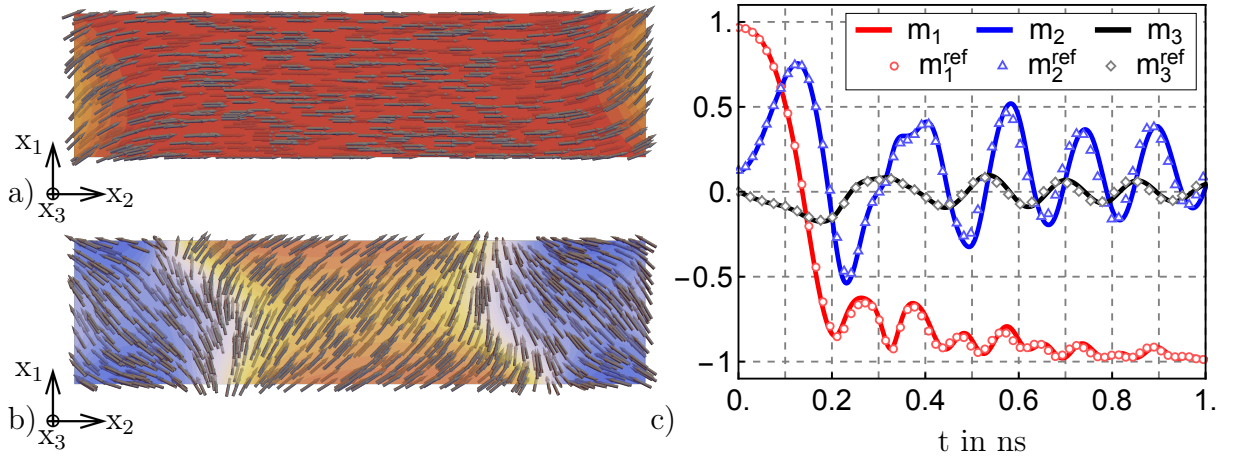 x₁
a)
x₃
x₂
x₁
b)
x₃
x₂
c)
1.
0.5
0
−0.5
−1
m₁ m₂ m₃
m₁ʳᵉᶠ m₂ʳᵉᶠ m₃ʳᵉᶠ
0. 0.2 0.4 0.6 0.8 1.
t in ns